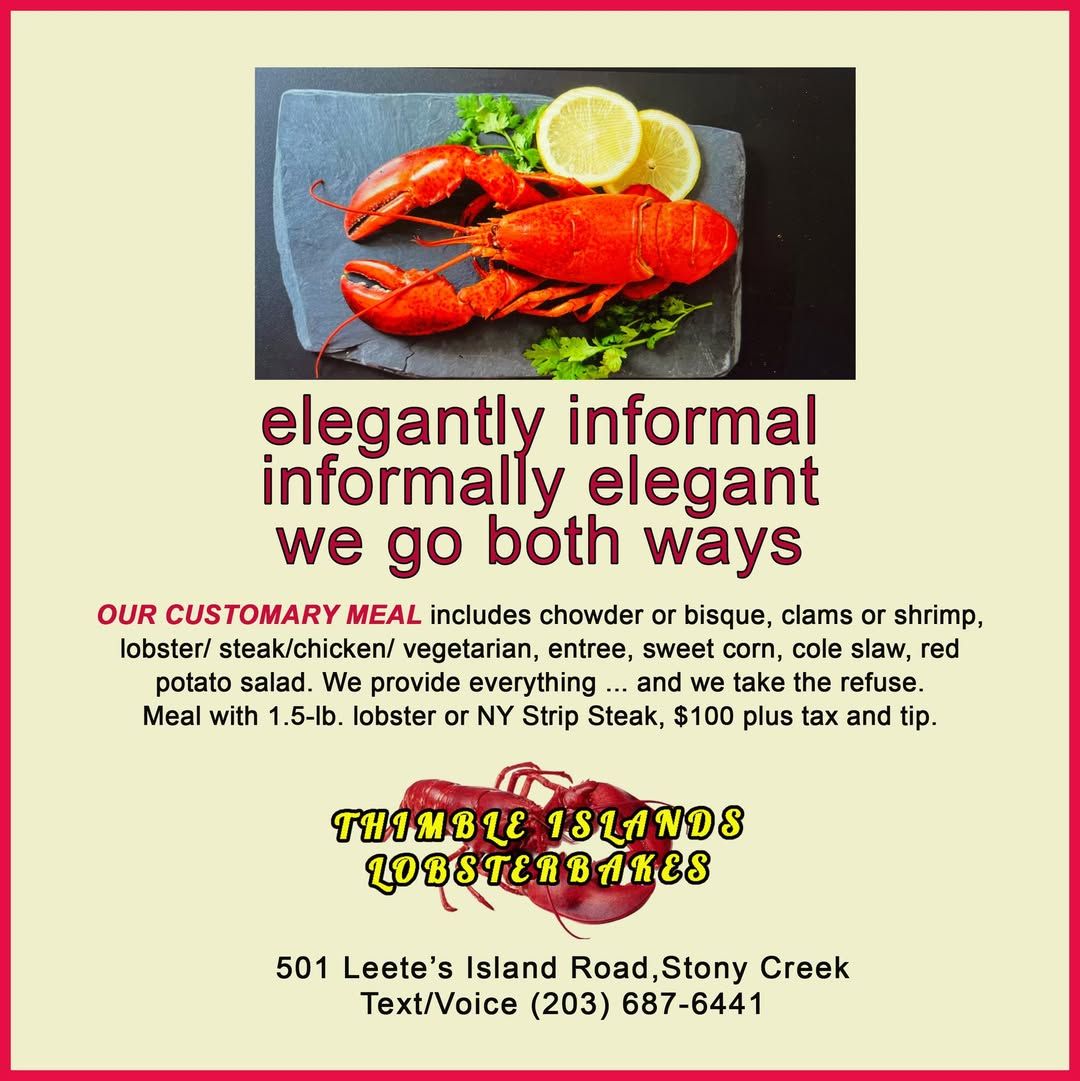 elegantly informal
informally elegant
we go both ways
OUR CUSTOMARY MEAL includes chowder or bisque, clams or shrimp,
lobster/ steak/chicken/ vegetarian, entree, sweet corn, cole slaw, red
potato salad. We provide everything ... and we take the refuse.
Meal with 1.5-lb. lobster or NY Strip Steak, $100 plus tax and tip.
THIMBLE ISLANDS
LOBSTERBAKES
501 Leete’s Island Road,Stony Creek
Text/Voice (203) 687-6441